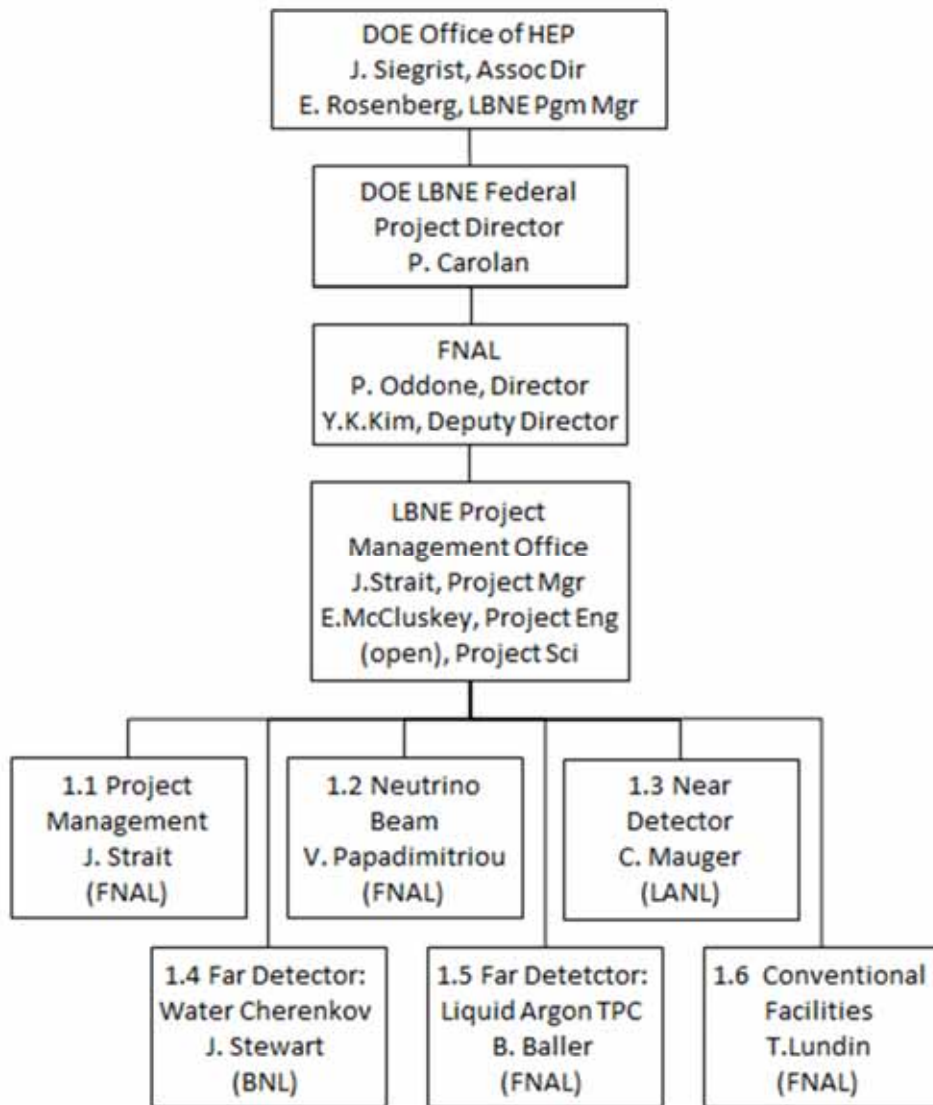 DOE Office of HEP
J. Siegrist, Assoc Dir
E. Rosenberg, LBNE Pgm Mgr
DOE LBNE Federal
Project Director
P. Carolan
FNAL
P. Oddone, Director
Y.K.Kim, Deputy Director
LBNE Project
Management Office
J.Strait, Project Mgr
E.McCluskey, Project Eng
(open), Project Sci
1.1 Project
Management
J. Strait
(FNAL)
1.2 Neutrino
Beam
V. Papadimitriou
(FNAL)
1.3 Near
Detector
C. Mauger
(LANL)
1.4 Far Detector:
Water Cherenkov
J. Stewart
(BNL)
1.5 Far Detetctor:
Liquid Argon TPC
B. Baller
(FNAL)
1.6 Conventional
Facilities
T.Lundin
(FNAL)